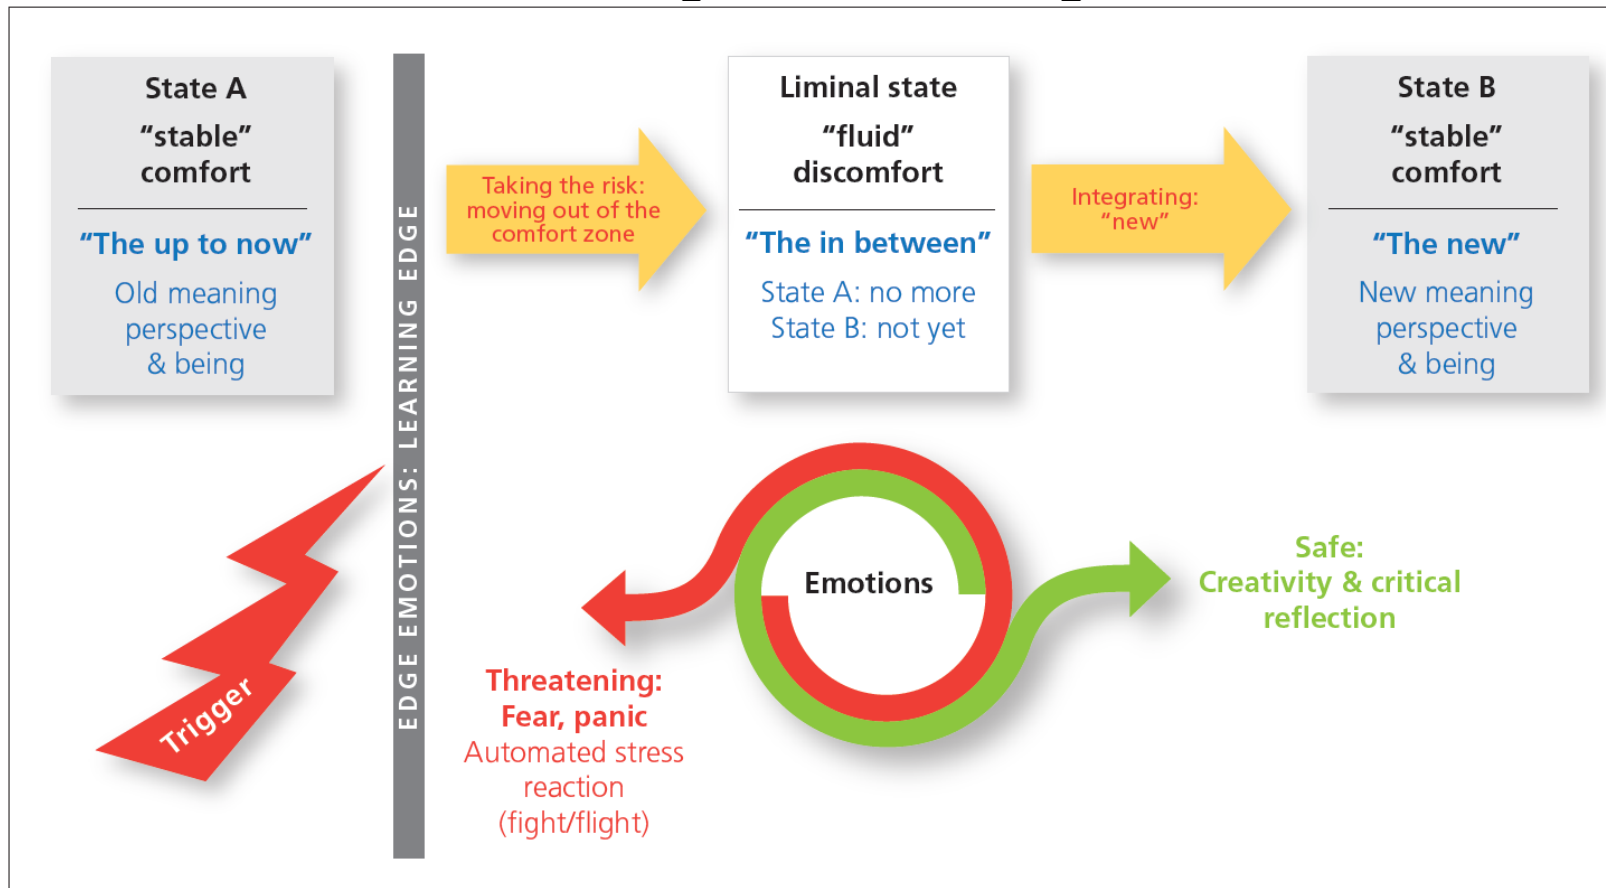 State A
“stable”
comfort
“The up to now”
Old meaning
perspective
& being
Trigger
EDGE EMOTIONS: LEARNING EDGE
Taking the risk:
moving out of the
comfort zone
Liminal state
“fluid”
discomfort
“The in between”
State A: no more
State B: not yet
Integrating:
“new”
State B
“stable”
comfort
“The new”
New meaning
perspective
& being
Emotions
Threatening:
Fear, panic
Automated stress
reaction
(fight/flight)
Safe:
Creativity & critical
reflection